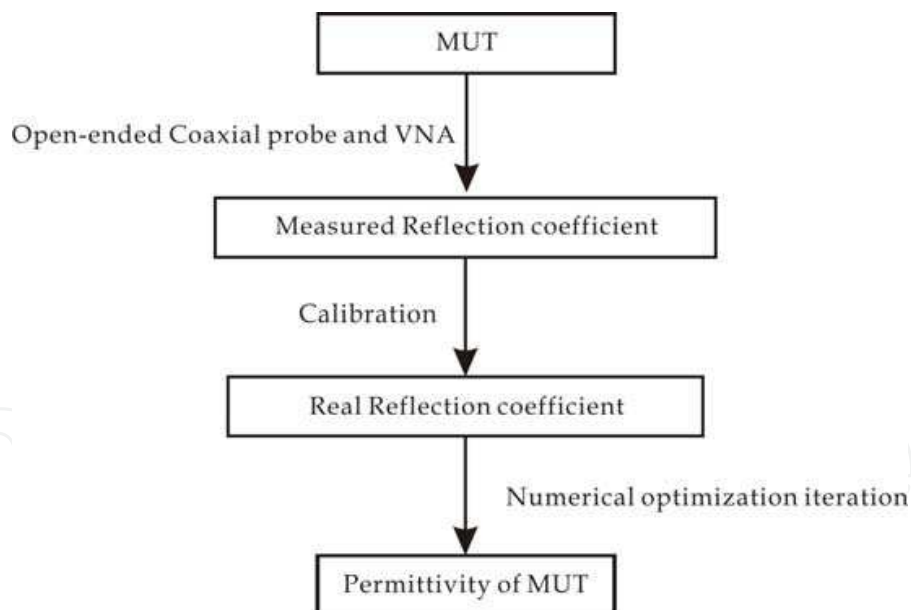 MUT
Open-ended Coaxial probe and VNA
Measured Reflection coefficient
Calibration
Real Reflection coefficient
Numerical optimization iteration
Permittivity of MUT